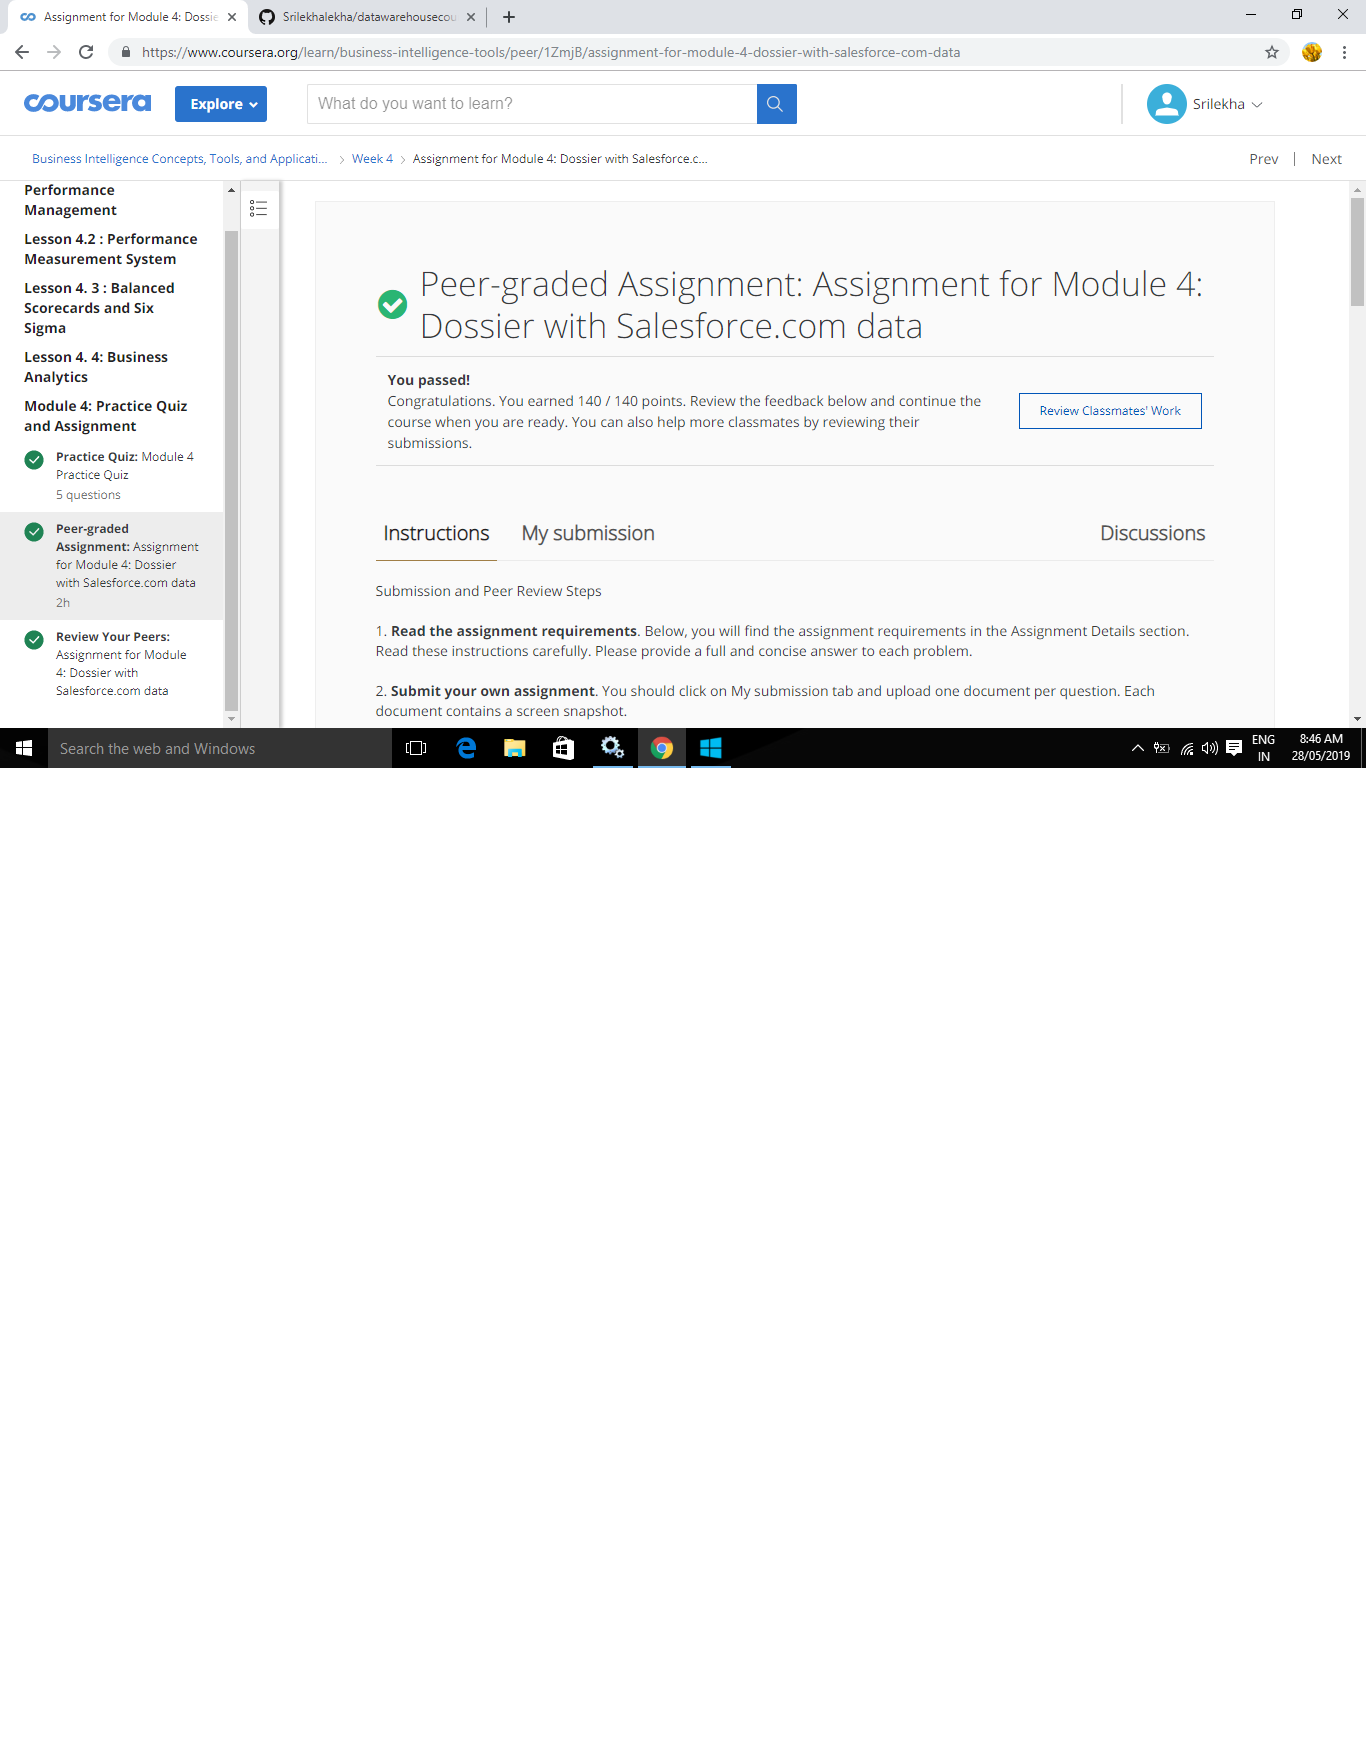 Assignment for Module 4: Dossie
Srilekhalekha/datawarehousecou
https://www.coursera.org/learn/business-intelligence-tools/peer/1ZmjB/assignment-for-module-4-dossier-with-salesforce-com-data
coursera
Explore
What do you want to learn?
Srilekha
Business Intelligence Concepts, Tools, and Applicati...
Week 4
Assignment for Module 4: Dossier with Salesforce.c...
Prev
Next
Performance
Management
Lesson 4.2 : Performance
Measurement System
Lesson 4. 3 : Balanced
Scorecards and Six
Sigma
Lesson 4. 4: Business
Analytics
Module 4: Practice Quiz
and Assignment
Practice Quiz: Module 4
Practice Quiz
5 questions
Peer-graded
Assignment: Assignment
for Module 4: Dossier
with Salesforce.com data
2h
Review Your Peers:
Assignment for Module
4: Dossier with
Salesforce.com data
Peer-graded Assignment: Assignment for Module 4:
Dossier with Salesforce.com data
You passed!
Congratulations. You earned 140 / 140 points. Review the feedback below and continue the
course when you are ready. You can also help more classmates by reviewing their
submissions.
Review Classmates' Work
Instructions
My submission
Discussions
Submission and Peer Review Steps
1. Read the assignment requirements. Below, you will find the assignment requirements in the Assignment Details section.
Read these instructions carefully. Please provide a full and concise answer to each problem.
2. Submit your own assignment. You should click on My submission tab and upload one document per question. Each
document contains a screen snapshot.
Search the web and Windows
ENG
IN
8:46 AM
28/05/2019